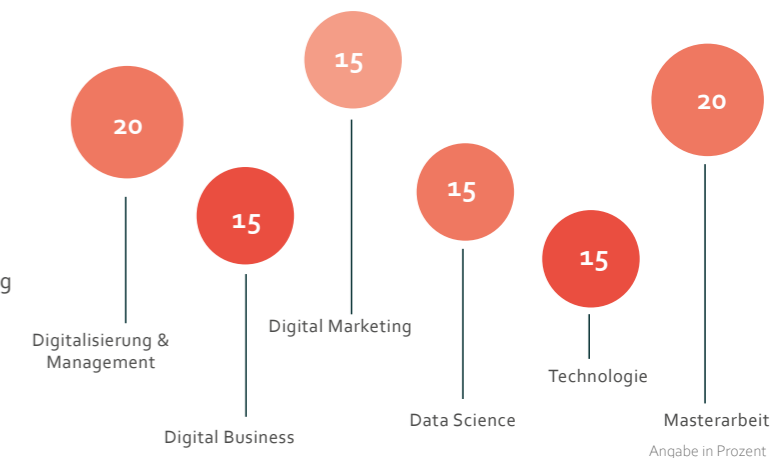 15
20
20
15
15
15
g
Digital Marketing
Digitalisierung &
Management
Technologie
Data Science
Masterarbeit
Digital Business
Angabe in Prozent